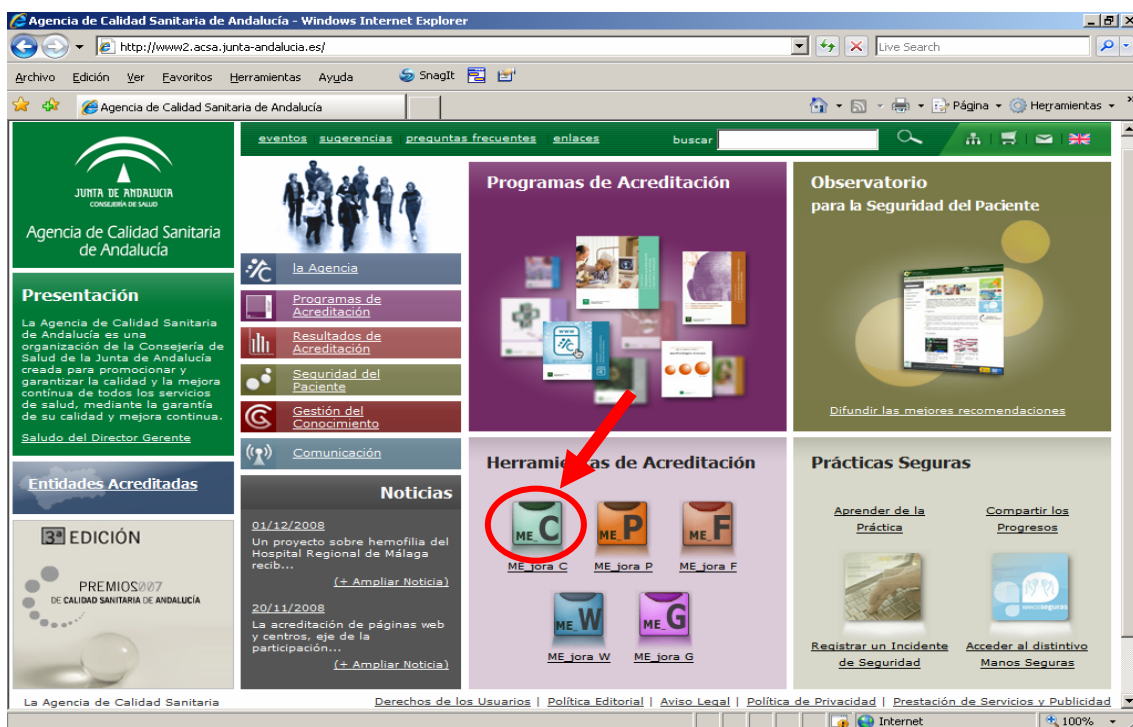 Agencia de Calidad Sanitaria de Andalucía - Windows Internet Explorer
http://www2.acsa.junta-andalucia.es/
Live Search
Archivo Edición Ver Favoritos Herramientas Ayuda SnagIt
Agencia de Calidad Sanitaria de Andalucía
Página Herramientas
eventos sugerencias preguntas frecuentes enlaces buscar
JUNTA DE ANDALUCIA
CONSEJERÍA DE SALUD
Agencia de Calidad Sanitaria
de Andalucía
Presentación
La Agencia de Calidad Sanitaria
de Andalucía es una
organización de la Consejería de
Salud de la Junta de Andalucía
creada para promocionar y
garantizar la calidad y la mejora
contínua de todos los servicios
de salud, mediante la garantía
de su calidad y mejora continua.
Saludo del Director Gerente
Entidades Acreditadas
3ª EDICIÓN
PREMIOS007
DE CALIDAD SANITARIA DE ANDALUCÍA
la Agencia
Programas de
Acreditación
Resultados de
Acreditación
Seguridad del
Paciente
Gestión del
Conocimiento
Comunicación
Noticias
01/12/2008
Un proyecto sobre hemofilia del
Hospital Regional de Málaga
recib...
(+ Ampliar Noticia)
20/11/2008
La acreditación de páginas web
y centros, eje de la
participación...
(+ Ampliar Noticia)
Programas de Acreditación
www
Observatorio
para la Seguridad del Paciente
Difundir las mejores recomendaciones
Herramientas de Acreditación
ME_C
ME_P
ME_F
ME_jora C
ME_jora P
ME_jora F
ME_W
ME_G
ME_jora W
ME_jora G
Prácticas Seguras
Aprender de la
Práctica
Compartir los
Progresos
Registrar un Incidente
de Seguridad
Acceder al distintivo
Manos Seguras
La Agencia de Calidad Sanitaria
Derechos de los Usuarios | Política Editorial | Aviso Legal | Política de Privacidad | Prestación de Servicios y Publicidad
Internet
100%